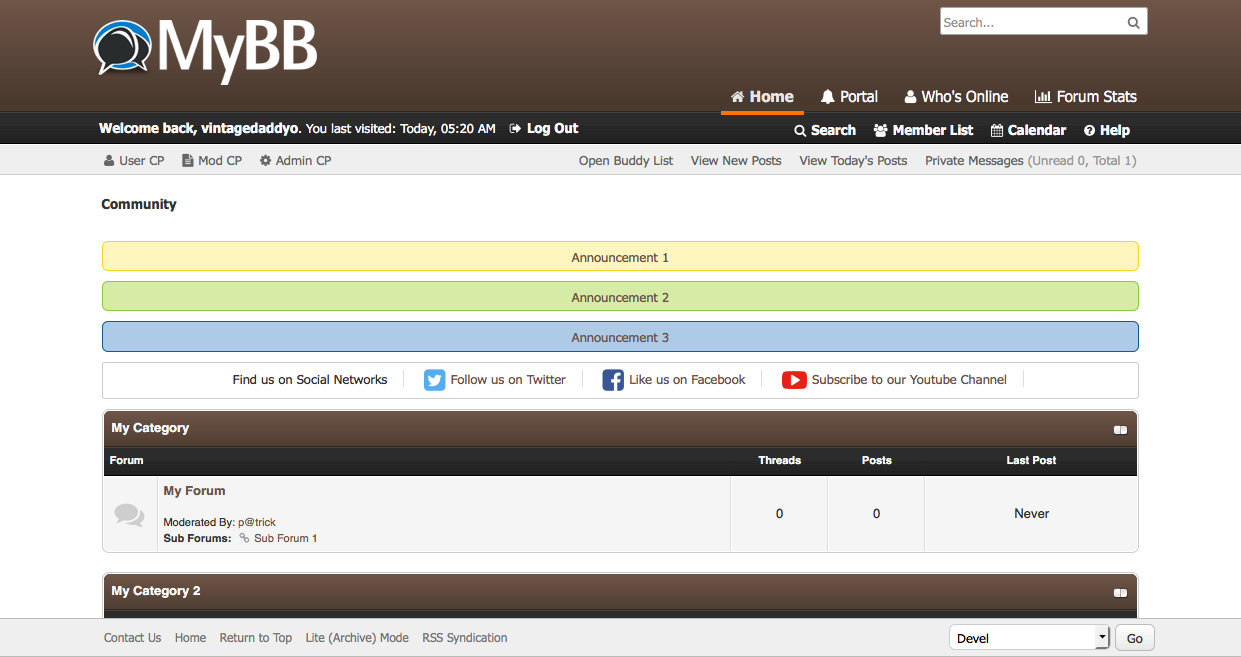 MyBB
Search...
Home Portal Who's Online Forum Stats
Welcome back, vintagedaddyo. You last visited: Today, 05:20 AM Log Out
Search Member List Calendar Help
User CP Mod CP Admin CP
Open Buddy List View New Posts View Today's Posts Private Messages (Unread 0, Total 1)
Community
Announcement 1
Announcement 2
Announcement 3
Find us on Social Networks Follow us on Twitter Like us on Facebook Subscribe to our Youtube Channel
My Category
Forum Threads Posts Last Post
My Forum
0 0 Never
Moderated By: p@trick
Sub Forums: Sub Forum 1
My Category 2
Contact Us Home Return to Top Lite (Archive) Mode RSS Syndication
Devel Go